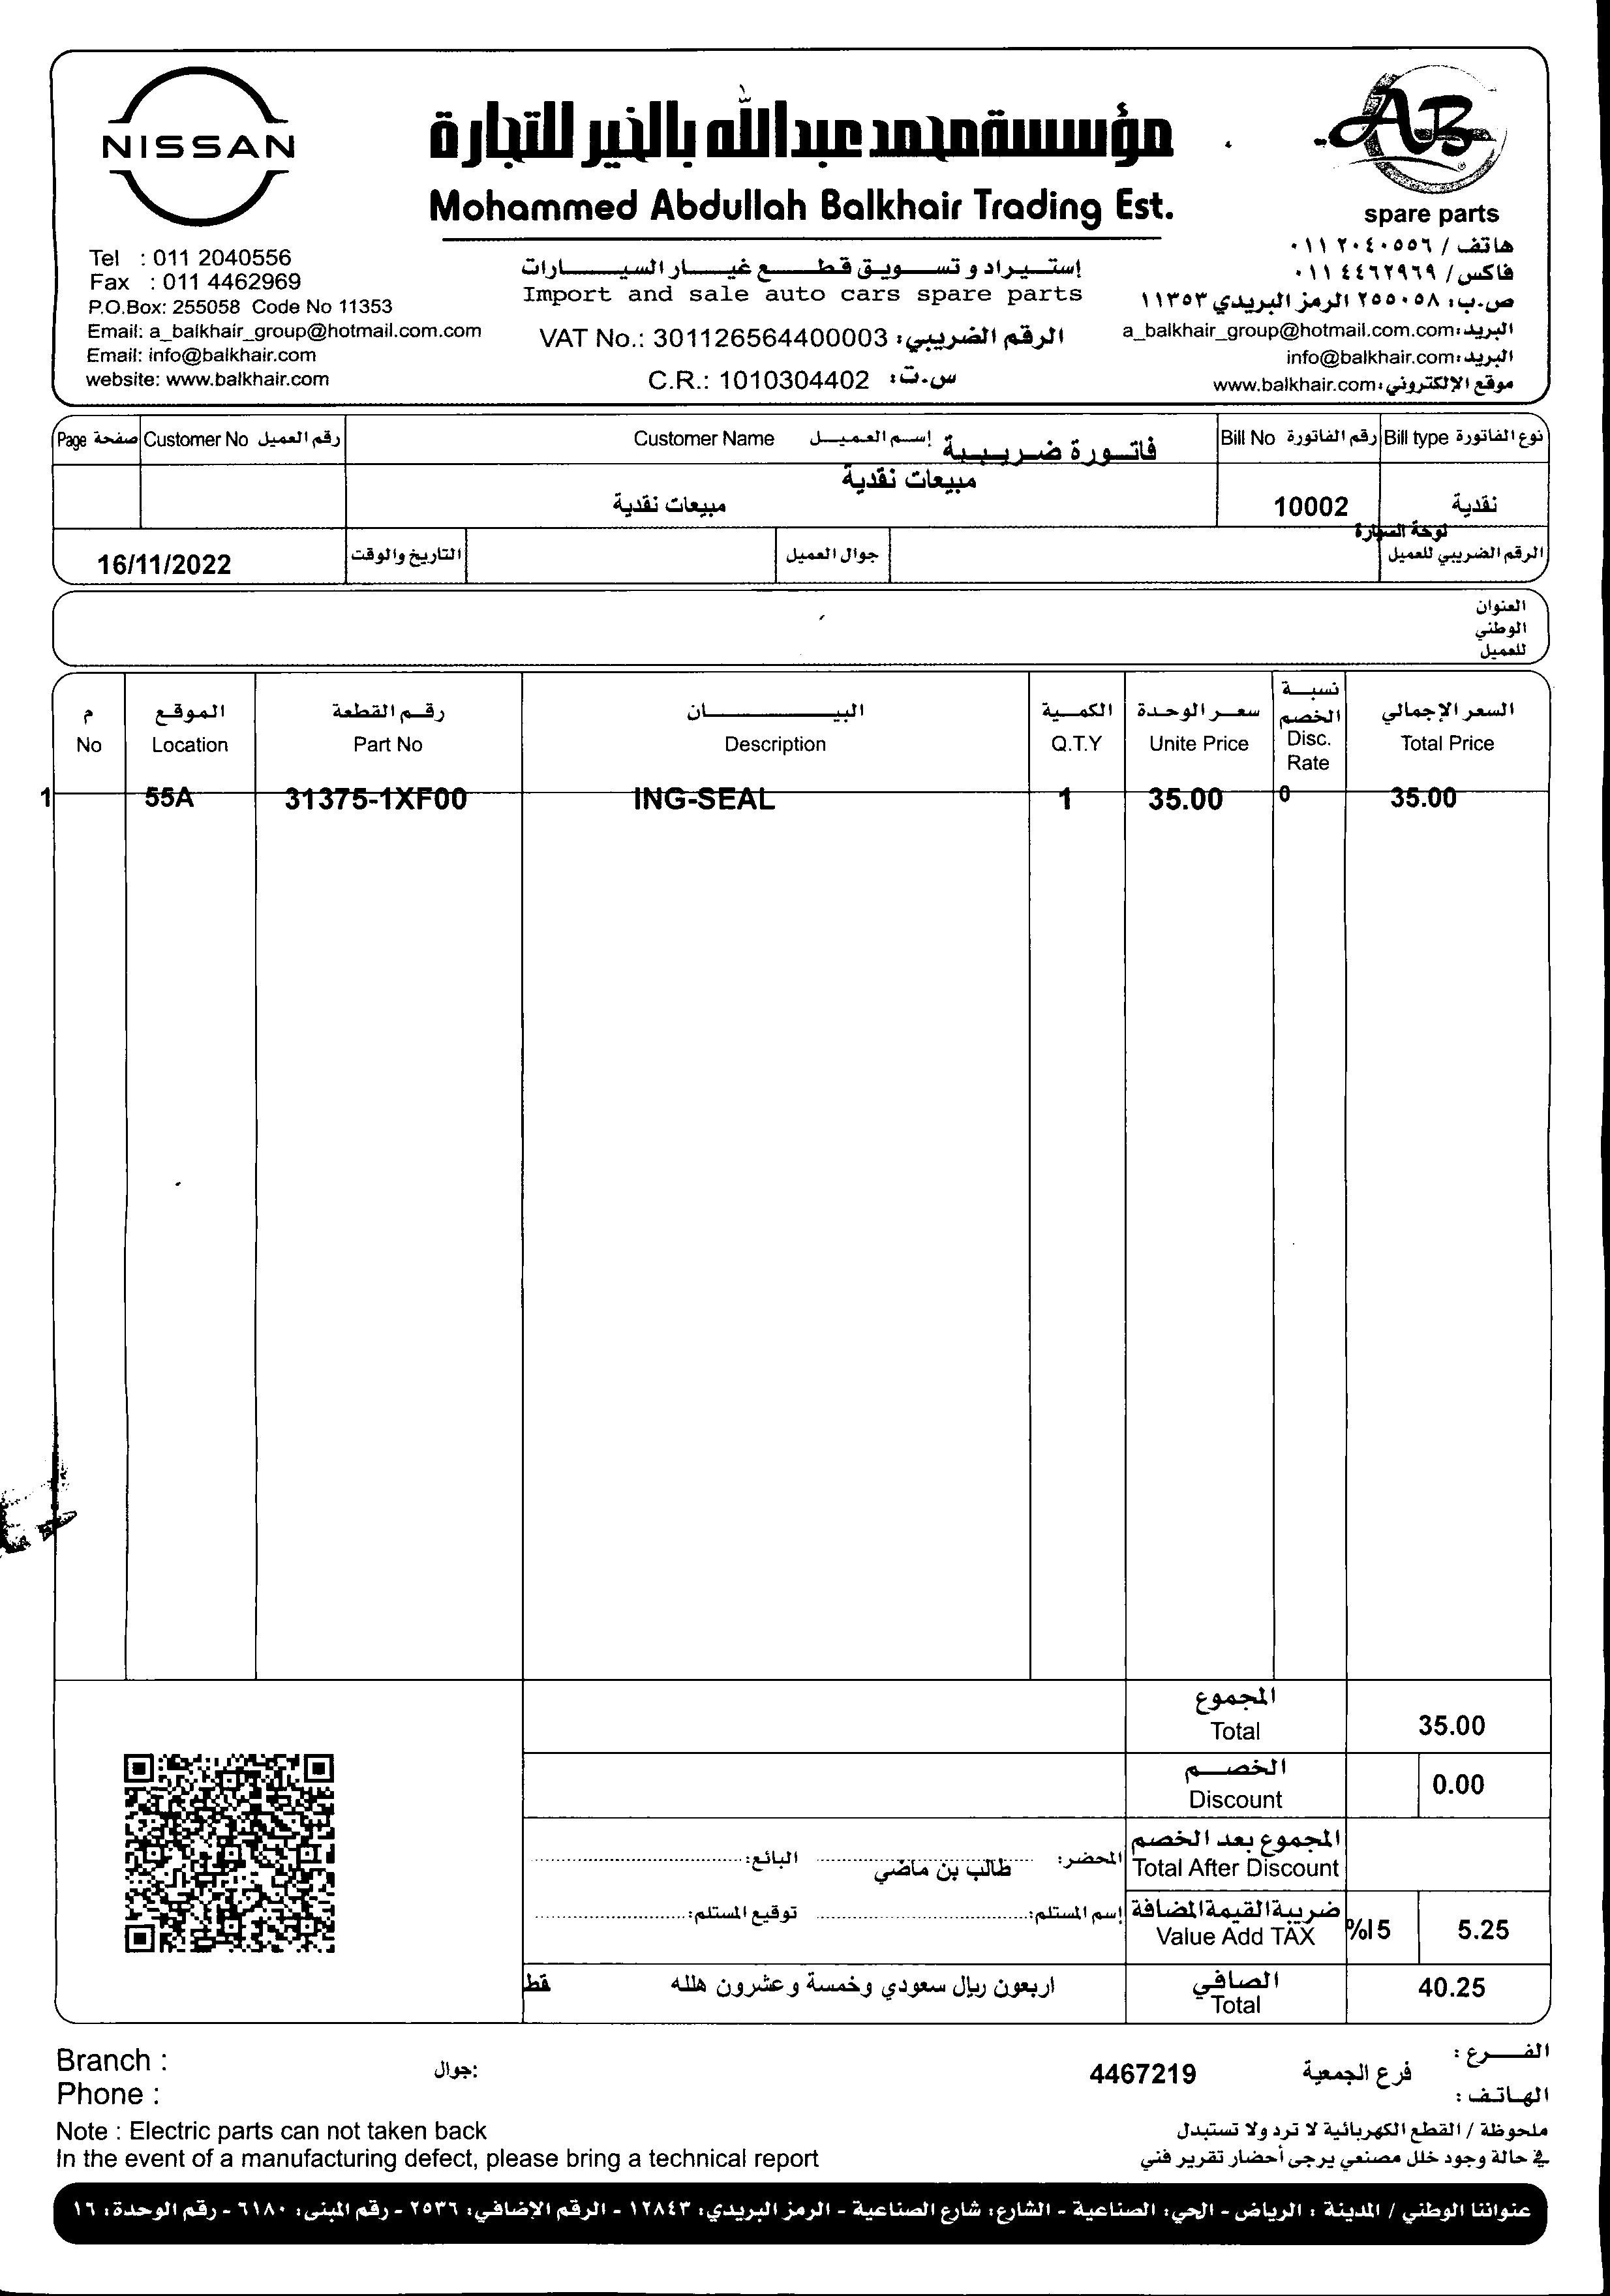 NISSAN
مؤسسة محمد عبدالله بالخير للتجارة
Mohammed Abdullah Balkhair Trading Est.
AB
spare parts
Tel : 011 2040556
Fax : 011 4462969
P.O.Box: 255058 Code No 11353
Email: a_balkhair_group@hotmail.com.com
Email: info@balkhair.com
website: www.balkhair.com
إستيراد و تسويق قطع غيار السيارات
Import and sale auto cars spare parts
VAT No.: 301126564400003 :الرقم الضريبي
C.R.: 1010304402 :س.ت
هاتف / ٠١١ ٢٠٤٠٥٥٦
فاكس/ ٠١١ ٤٤٦٢٩٦٩
ص.ب: ٢٥٥٠٥٨ الرمز البريدي ١١٣٥٣
البريد:a_balkhair_group@hotmail.com.com
البريد:info@balkhair.com
موقع الإلكتروني:www.balkhair.com
Page صفحة Customer No رقم العميل Customer Name إسم العميل فاتورة ضريبية Bill No رقم الفاتورة Bill type نوع الفاتورة
مبيعات نقدية
مبيعات نقدية 10002 نقدية
لوحة السيارة
16/11/2022 التاريخ والوقت جوال العميل الرقم الضريبي للعميل
العنوان
الوطني
للعميل
م الموقع رقم القطعة البيان الكمية سعر الوحدة نسبة الخصم السعر الإجمالي
No Location Part No Description Q.T.Y Unite Price Disc. Rate Total Price
1 55A 31375-1XF00 ING-SEAL 1 35.00 0 35.00
المجموع
Total 35.00
الخصم
Discount 0.00
المجموع بعد الخصم
Total After Discount
المحضر: طالب بن ماضي البائع:
ضريبة القيمة المضافة
Value Add TAX %15 5.25
إسم المستلم: توقيع المستلم:
الصافي
Total 40.25
اربعون ريال سعودي وخمسة وعشرون هلله فقط
Branch :
Phone :
جوال:
4467219
فرع الجمعية
الفرع :
الهاتف :
Note : Electric parts can not taken back
In the event of a manufacturing defect, please bring a technical report
ملحوظة / القطع الكهربائية لا ترد ولا تستبدل
في حالة وجود خلل مصنعي يرجى أحضار تقرير فني
عنواننا الوطني / المدينة : الرياض - الحي: الصناعية - الشارع: شارع الصناعية - الرمز البريدي: ١٢٨٤٣ - الرقم الإضافي: ٢٥٣٦ - رقم المبنى: ٦١٨٠ - رقم الوحدة: ١٦